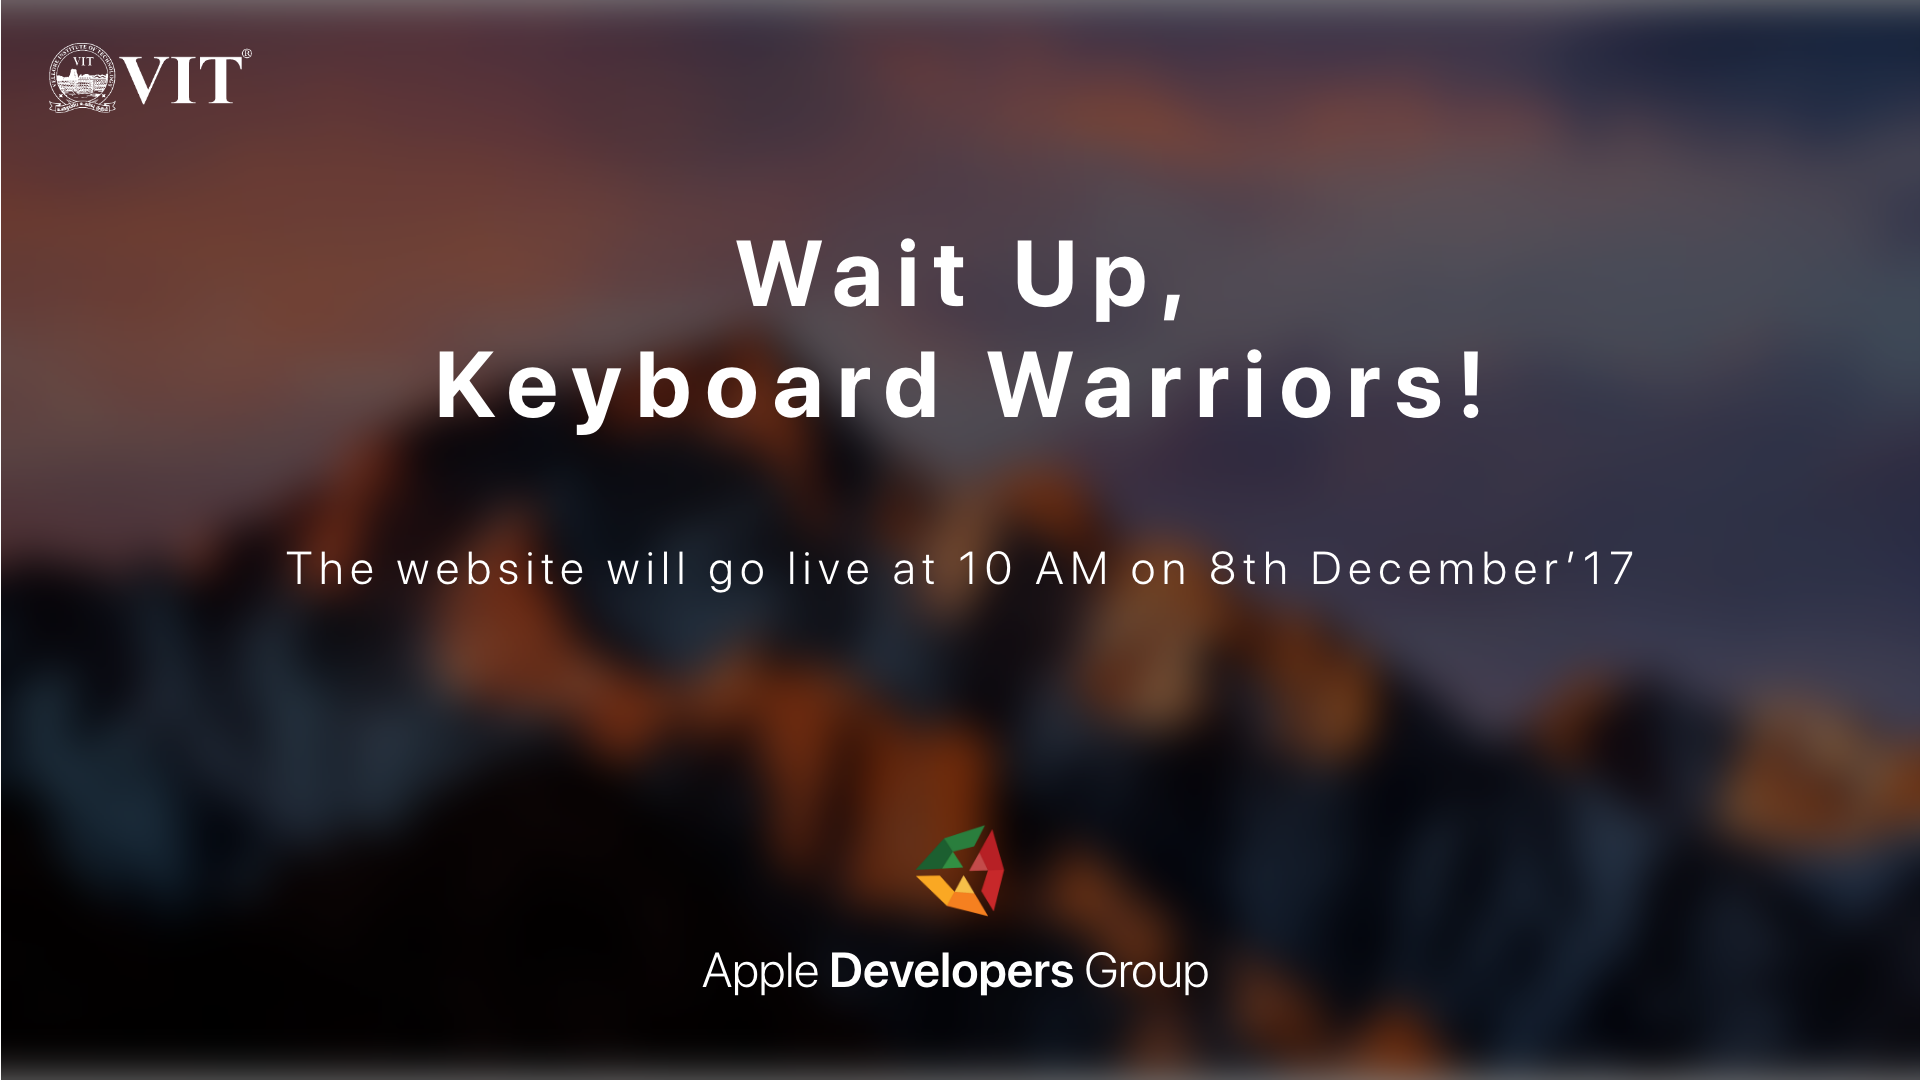 VIT
VIT®
Wait Up,
Keyboard Warriors!
The website will go live at 10 AM on 8th December’17
Apple Developers Group